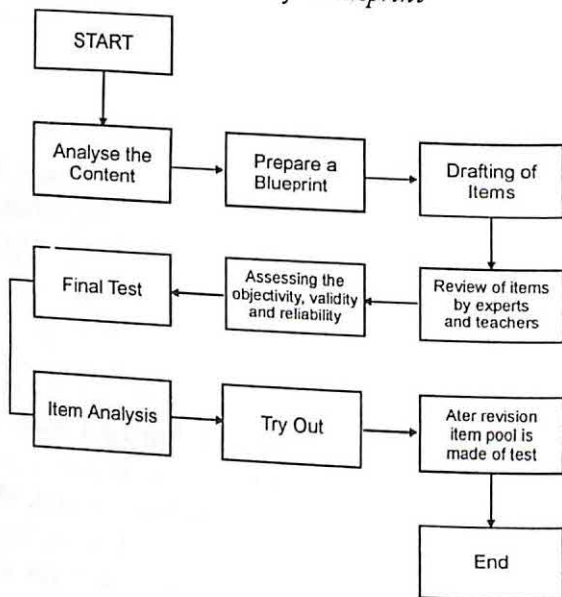 START
Analyse the
Content
Prepare a
Blueprint
Drafting of
Items
Final Test
Assessing the
objectivity, validity
and reliability
Review of items
by experts
and teachers
Item Analysis
Try Out
Ater revision
item pool is
made of test
End